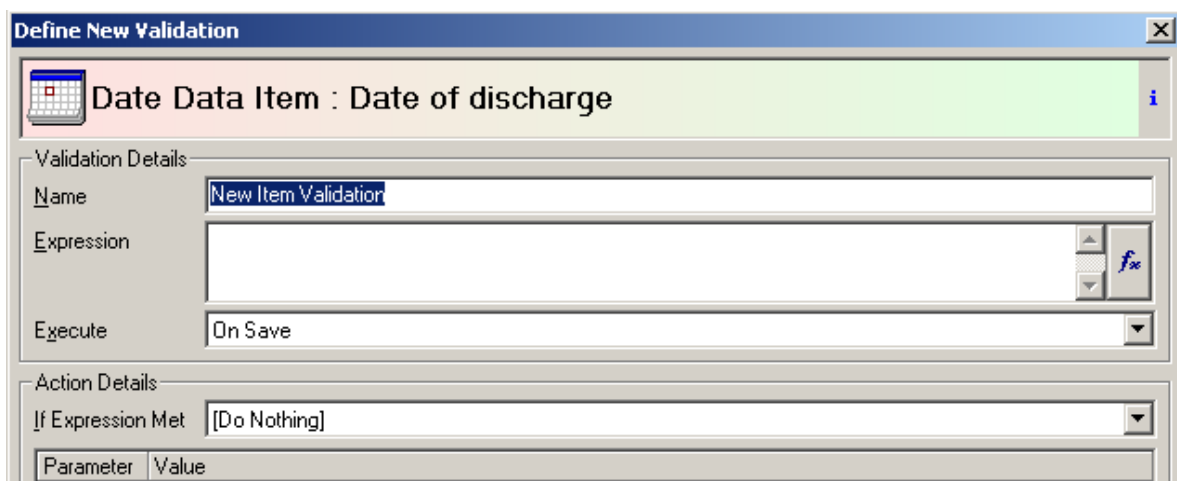 Define New Validation
Date Data Item : Date of discharge
i
Validation Details
Name New Item Validation
Expression
fx
Execute On Save
Action Details
If Expression Met [Do Nothing]
Parameter Value